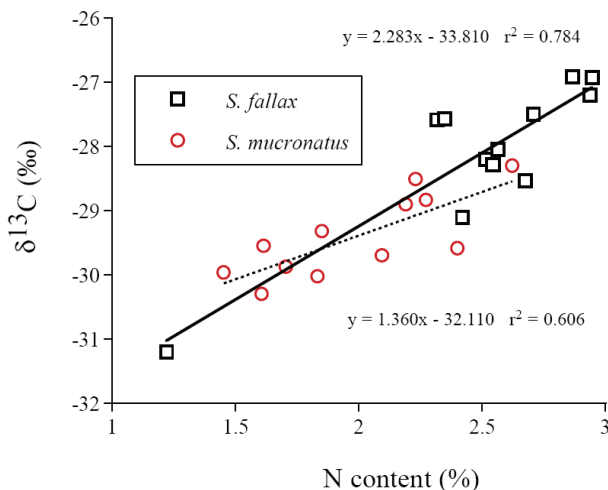 -26
y = 2.283x - 33.810 r² = 0.784
-27
S. fallax
S. mucronatus
-28
-29
-30
y = 1.360x - 32.110 r² = 0.606
-31
-32
δ¹³C (‰)
1 1.5 2 2.5 3
N content (%)